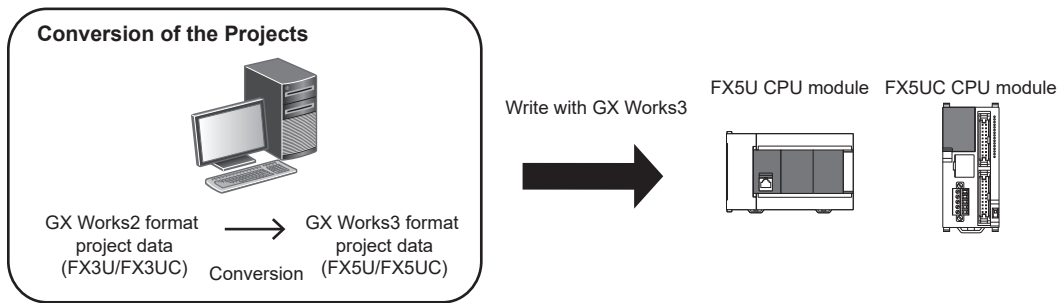 Conversion of the Projects
GX Works2 format
project data
(FX3U/FX3UC)
Conversion
GX Works3 format
project data
(FX5U/FX5UC)
Write with GX Works3
FX5U CPU module
FX5UC CPU module